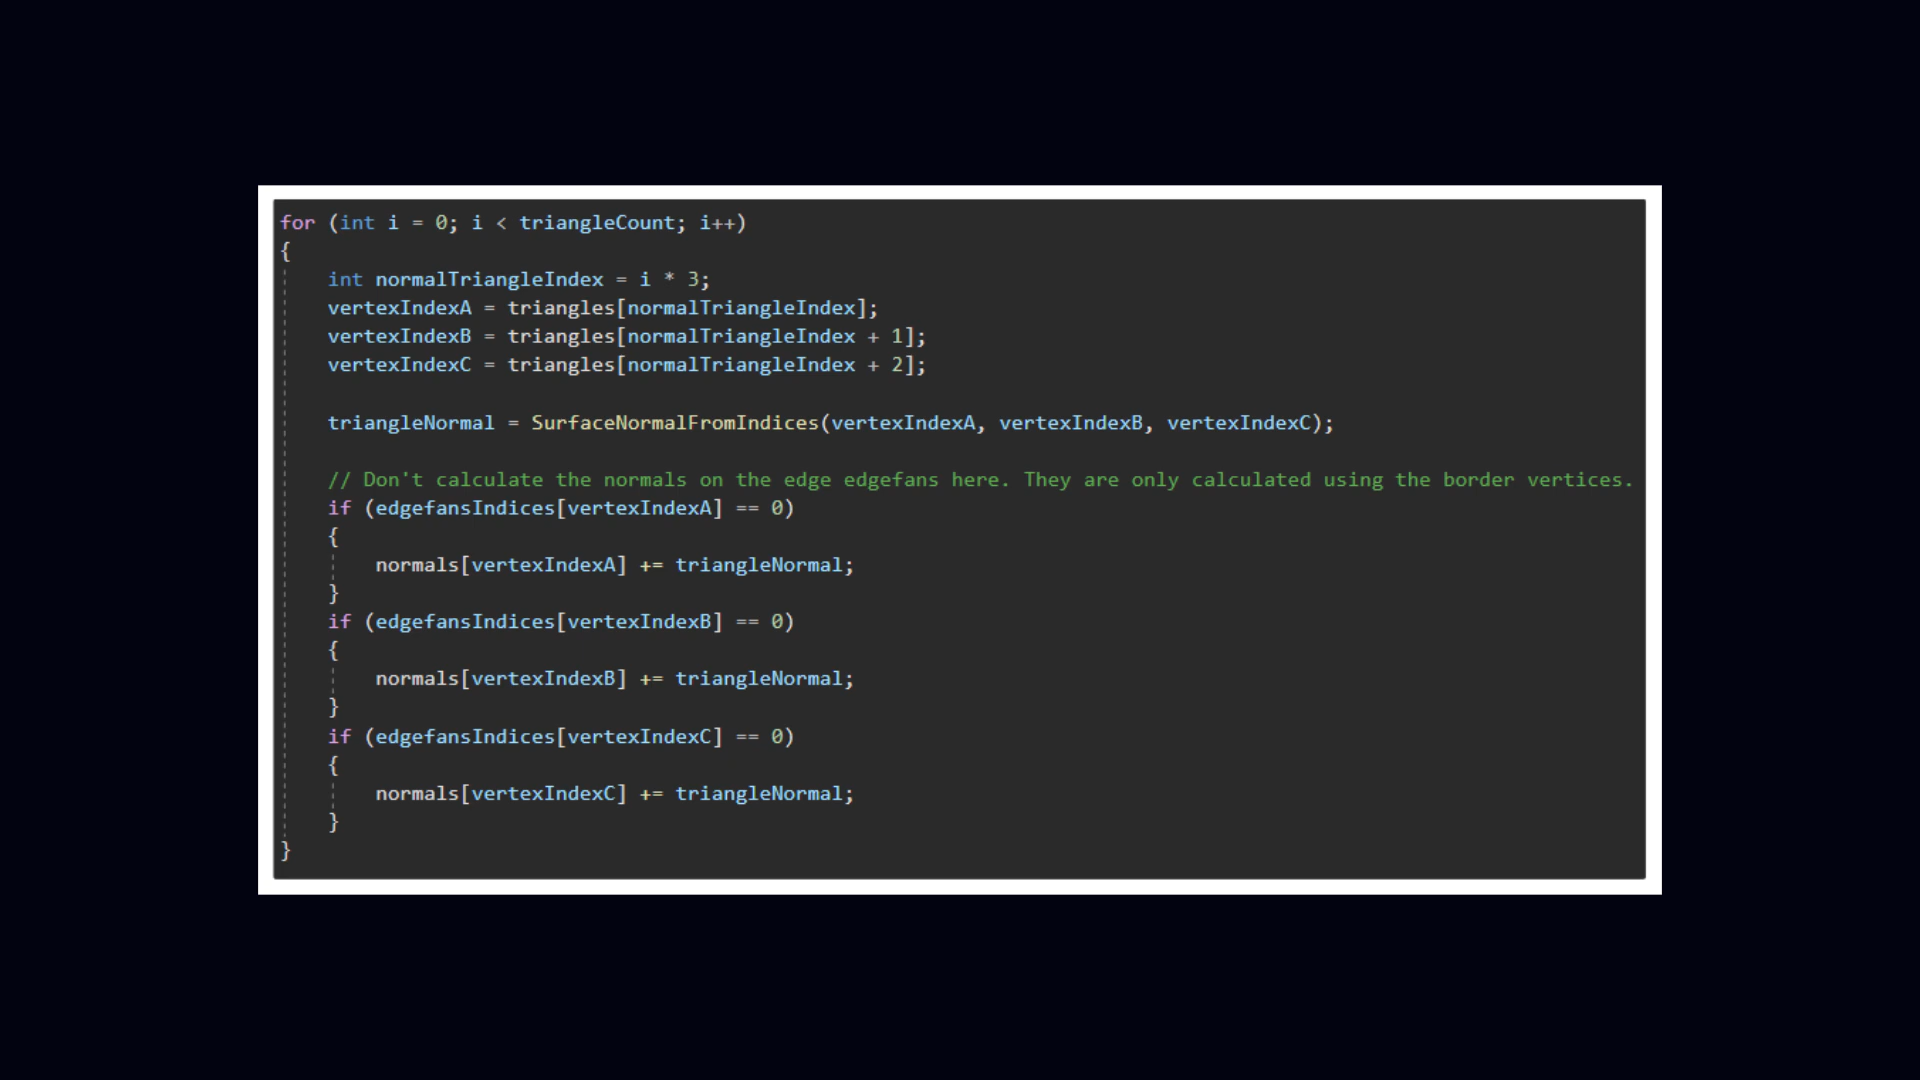 for (int i = 0; i < triangleCount; i++)
{
    int normalTriangleIndex = i * 3;
    vertexIndexA = triangles[normalTriangleIndex];
    vertexIndexB = triangles[normalTriangleIndex + 1];
    vertexIndexC = triangles[normalTriangleIndex + 2];

    triangleNormal = SurfaceNormalFromIndices(vertexIndexA, vertexIndexB, vertexIndexC);

    // Don't calculate the normals on the edge edgefans here. They are only calculated using the border vertices.
    if (edgefansIndices[vertexIndexA] == 0)
    {
        normals[vertexIndexA] += triangleNormal;
    }
    if (edgefansIndices[vertexIndexB] == 0)
    {
        normals[vertexIndexB] += triangleNormal;
    }
    if (edgefansIndices[vertexIndexC] == 0)
    {
        normals[vertexIndexC] += triangleNormal;
    }
}